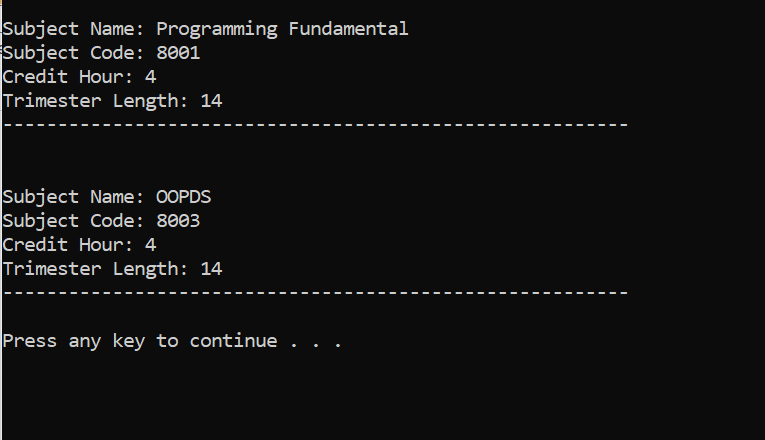 Subject Name: Programming Fundamental
Subject Code: 8001
Credit Hour: 4
Trimester Length: 14
---------------------------------------------------------
Subject Name: OOPDS
Subject Code: 8003
Credit Hour: 4
Trimester Length: 14
---------------------------------------------------------
Press any key to continue . . .